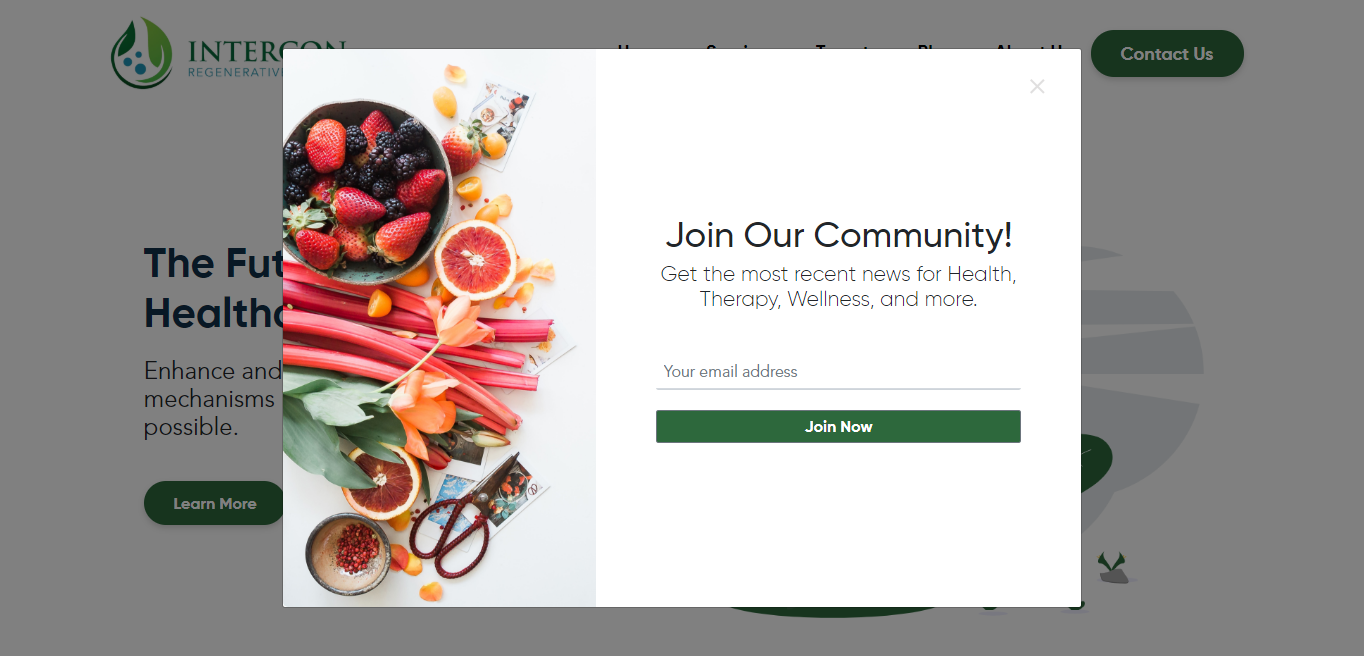 INTERCON
Contact Us
Join Our Community!
Get the most recent news for Health,
Therapy, Wellness, and more.
The Fut
Healthc
Enhance and
mechanisms
possible.
Your email address
Join Now
Learn More